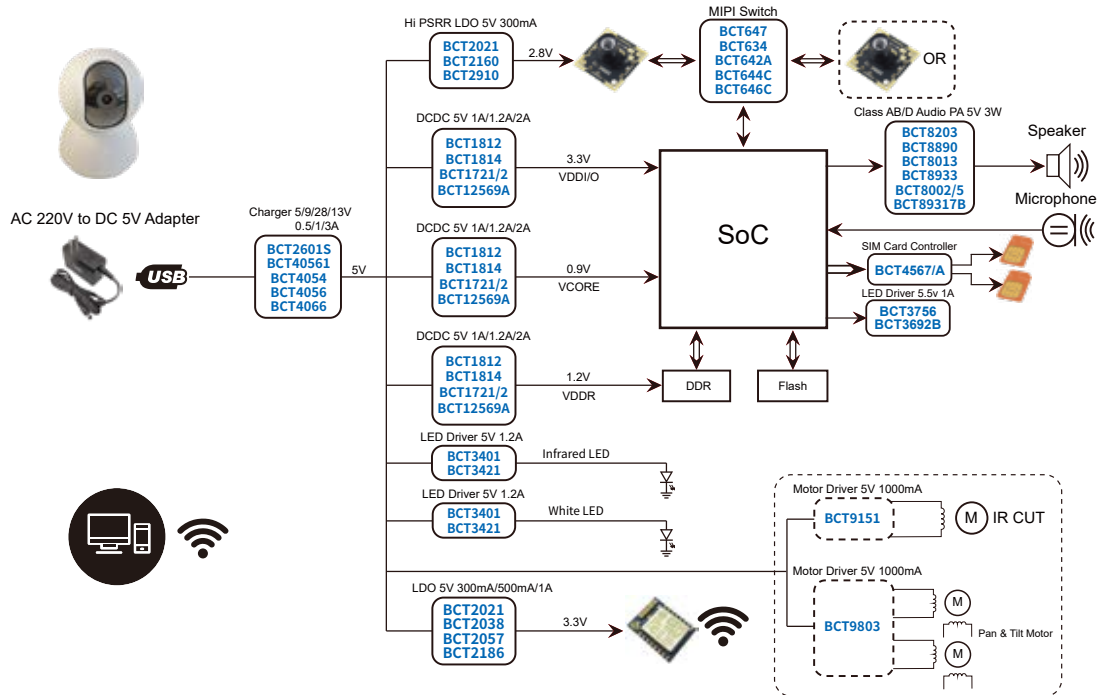 Hi PSRR LDO 5V 300mA
BCT2021
BCT2160
BCT2910
2.8V
MIPI Switch
BCT647
BCT634
BCT642A
BCT644C
BCT646C
OR
DCDC 5V 1A/1.2A/2A
BCT1812
BCT1814
BCT1721/2
BCT12569A
3.3V
VDDI/O
Class AB/D Audio PA 5V 3W
BCT8203
BCT8890
BCT8013
BCT8933
BCT8002/5
BCT89317B
Speaker
Microphone
AC 220V to DC 5V Adapter
USB
Charger 5/9/28/13V
0.5/1/3A
BCT2601S
BCT40561
BCT4054
BCT4056
BCT4066
5V
DCDC 5V 1A/1.2A/2A
BCT1812
BCT1814
BCT1721/2
BCT12569A
0.9V
VCORE
SoC
SIM Card Controller
BCT4567/A
LED Driver 5.5v 1A
BCT3756
BCT3692B
DCDC 5V 1A/1.2A/2A
BCT1812
BCT1814
BCT1721/2
BCT12569A
1.2V
VDDR
DDR
Flash
LED Driver 5V 1.2A
BCT3401
BCT3421
Infrared LED
LED Driver 5V 1.2A
BCT3401
BCT3421
White LED
Motor Driver 5V 1000mA
BCT9151
M
IR CUT
Motor Driver 5V 1000mA
BCT9803
M
Pan & Tilt Motor
M
LDO 5V 300mA/500mA/1A
BCT2021
BCT2038
BCT2057
BCT2186
3.3V